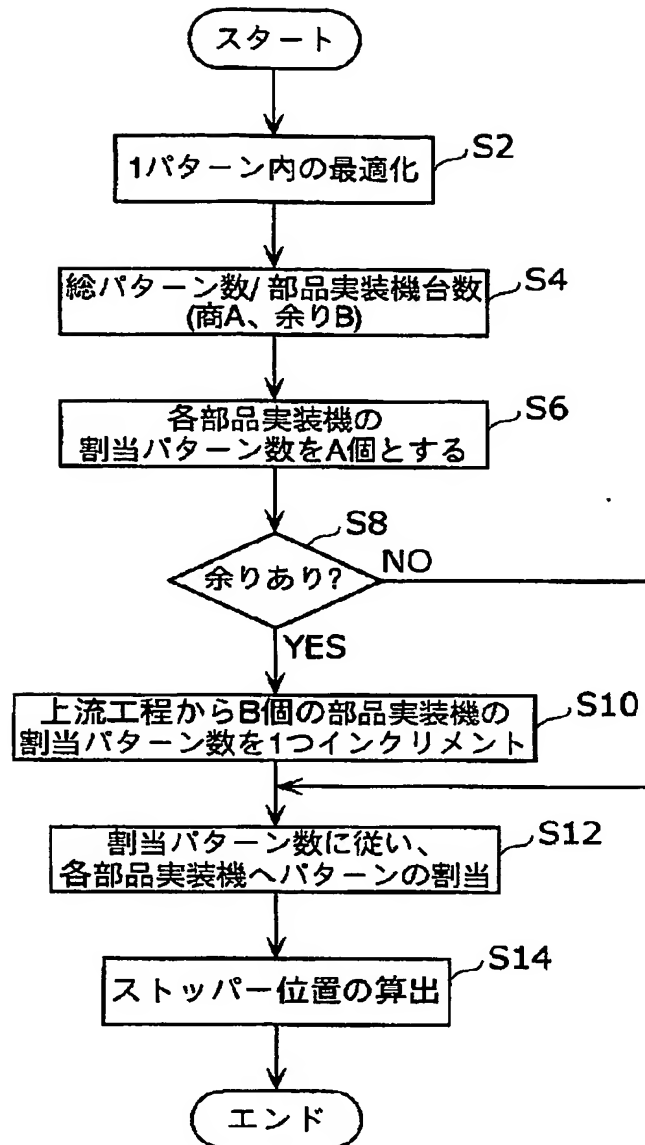 スタート
1パターン内の最適化
S2
総パターン数/部品実装機台数
(商A、余りB)
S4
各部品実装機の
割当パターン数をA個とする
S6
S8
余りあり?
NO
YES
上流工程からB個の部品実装機の
割当パターン数を1つインクリメント
S10
割当パターン数に従い、
各部品実装機へパターンの割当
S12
ストッパー位置の算出
S14
エンド